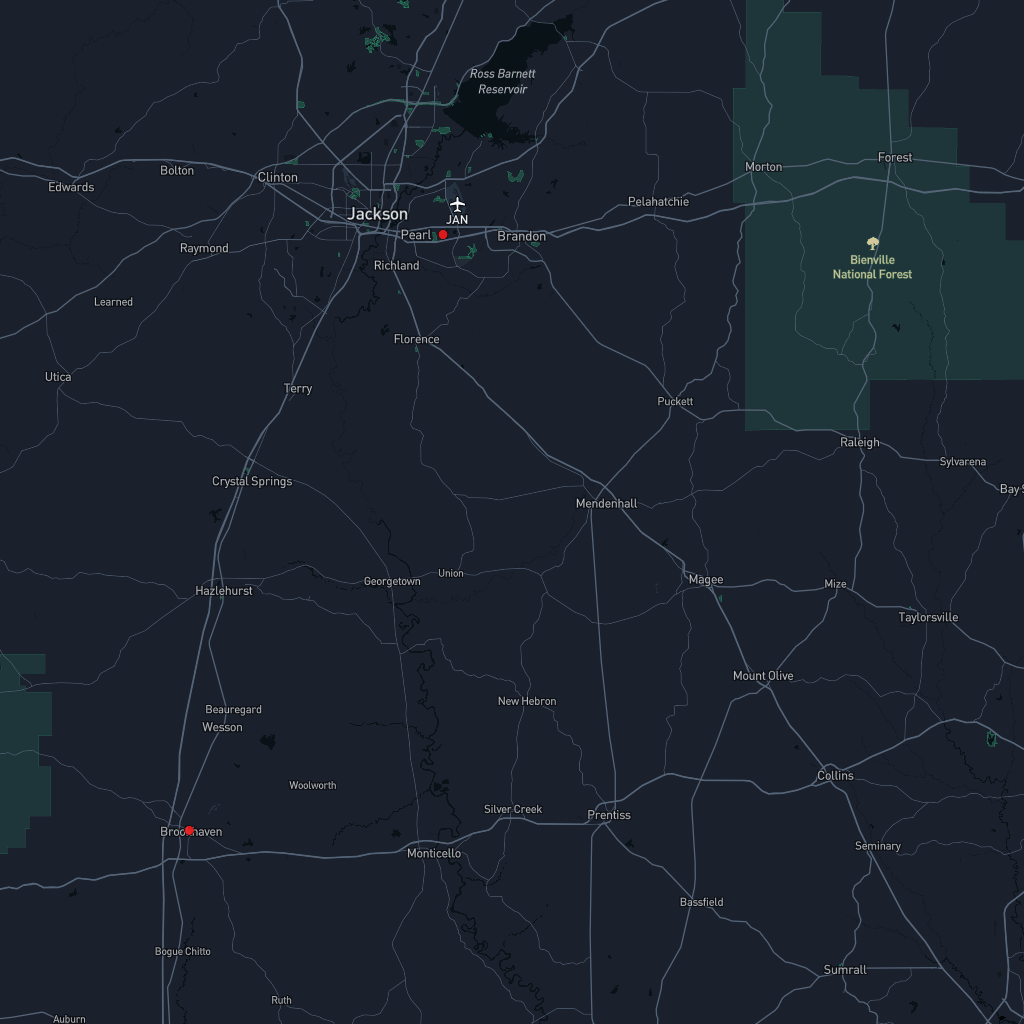 Ross Barnett
Reservoir
Morton
Forest
Bolton
Clinton
Edwards
Pelahatchie
Jackson
JAN
Pearl
Brandon
Raymond
Richland
Bienville
National Forest
Learned
Florence
Utica
Terry
Puckett
Raleigh
Sylvarena
Crystal Springs
Bay S
Mendenhall
Georgetown
Union
Magee
Mize
Hazlehurst
Taylorsville
Mount Olive
New Hebron
Beauregard
Wesson
Woolworth
Collins
Silver Creek
Prentiss
Brookhaven
Monticello
Seminary
Bassfield
Bogue Chitto
Sumrall
Ruth
Auburn